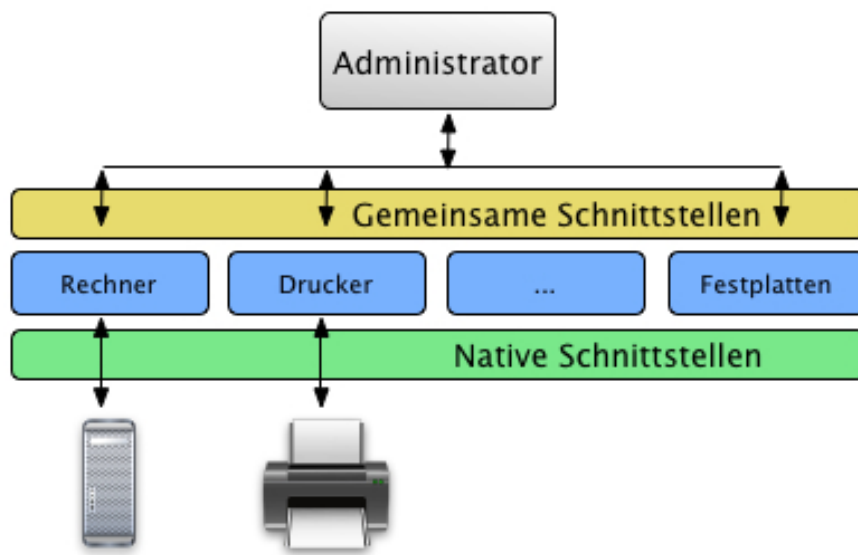 Administrator
Gemeinsame Schnittstellen
Rechner
Drucker
...
Festplatten
Native Schnittstellen